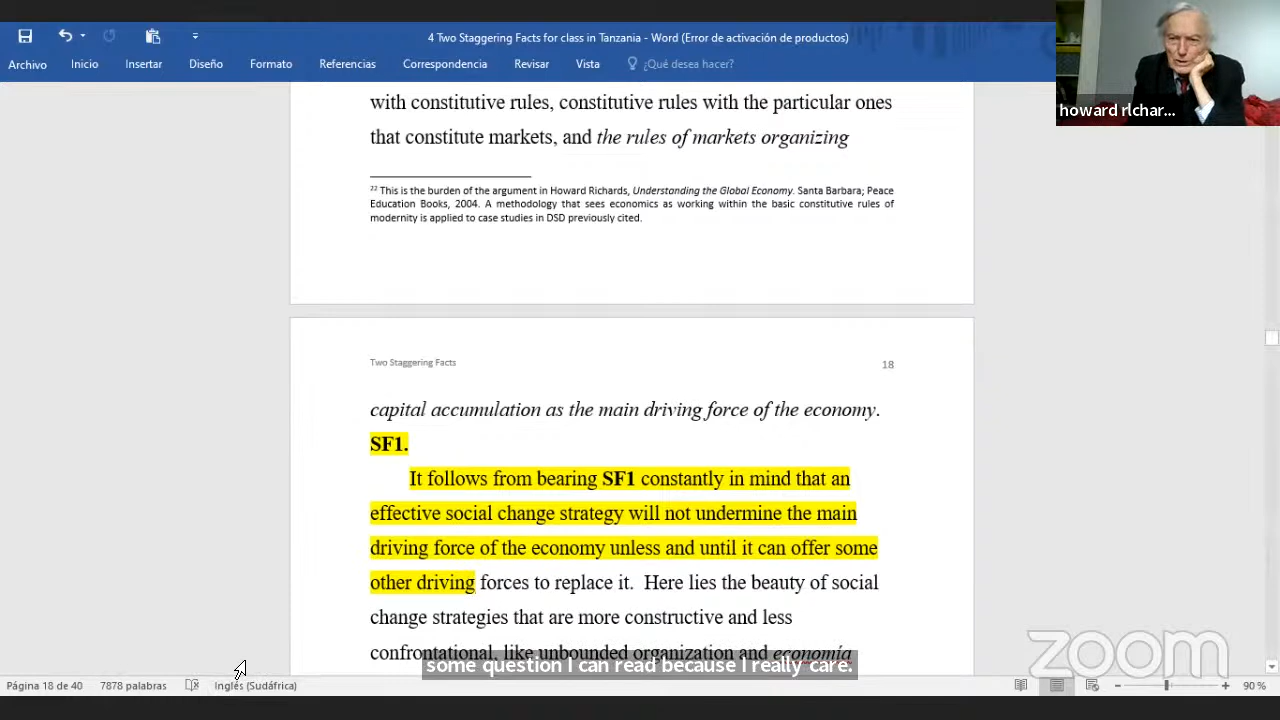 4 Two Staggering Facts for class in Tanzania - Word (Error de activación de productos)
Archivo Inicio Insertar Diseño Formato Referencias Correspondencia Revisar Vista ¿Qué desea hacer?
howard rlchar...
with constitutive rules, constitutive rules with the particular ones
that constitute markets, and the rules of markets organizing
22 This is the burden of the argument in Howard Richards, Understanding the Global Economy. Santa Barbara; Peace
Education Books, 2004. A methodology that sees economics as working within the basic constitutive rules of
modernity is applied to case studies in DSD previously cited.
Two Staggering Facts 18
capital accumulation as the main driving force of the economy.
SF1.
It follows from bearing SF1 constantly in mind that an
effective social change strategy will not undermine the main
driving force of the economy unless and until it can offer some
other driving forces to replace it. Here lies the beauty of social
change strategies that are more constructive and less
confrontational, like unbounded organization and economía
some question I can read because I really care.
zoom
Página 18 de 40 7878 palabras Inglés (Sudáfrica) 90 %